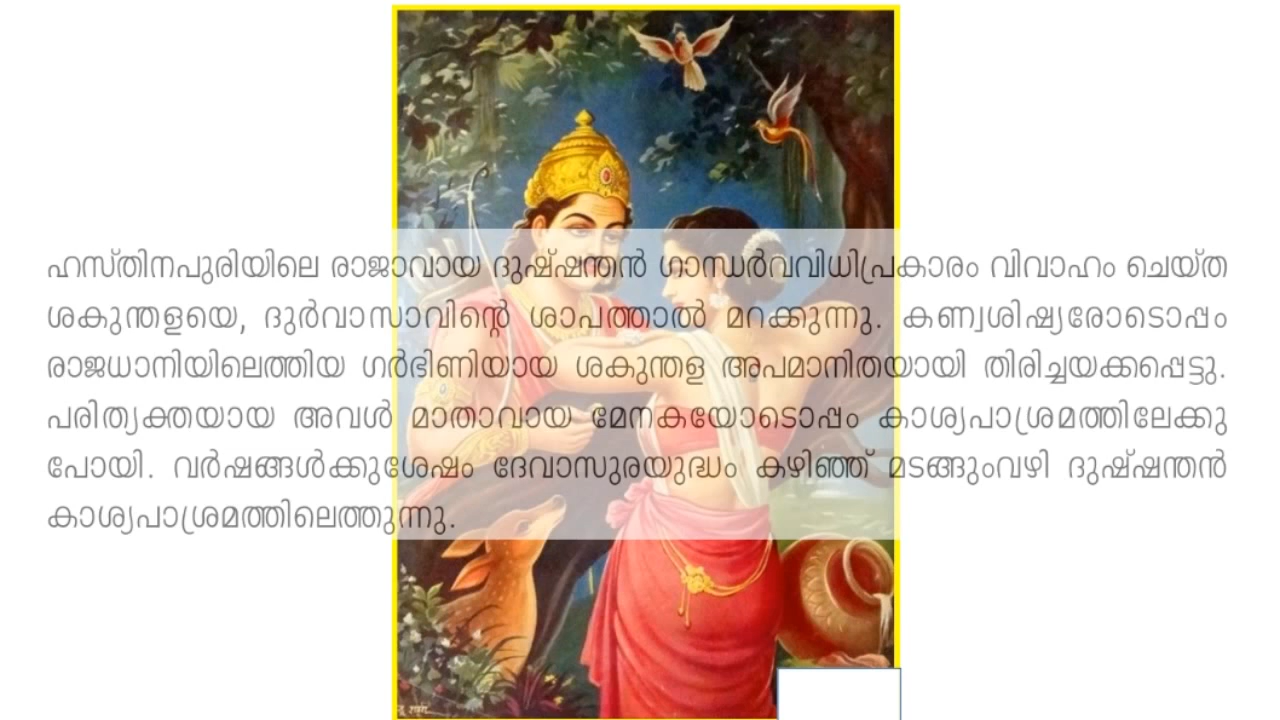 ഹസ്തിനപുരിയിലെ രാജാവായ ദുഷ്ഷന്തൻ ഗാന്ധർവവിധിപ്രകാരം വിവാഹം ചെയ്ത
ശകുന്തളയെ, ദുർവാസാവിന്റെ ശാപത്താൽ മറക്കുന്നു. കണ്വശിഷ്യരോടൊപ്പം
രാജധാനിയിലെത്തിയ ഗർഭിണിയായ ശകുന്തള അപമാനിതയായി തിരിച്ചയക്കപ്പെട്ടു.
പരിത്യക്തയായ അവൾ മാതാവായ മേനകയോടൊപ്പം കാശ്യപാശ്രമത്തിലേക്കു
പോയി. വർഷങ്ങൾക്കുശേഷം ദേവാസുരയുദ്ധം കഴിഞ്ഞ് മടങ്ങുംവഴി ദുഷ്ഷന്തൻ
കാശ്യപാശ്രമത്തിലെത്തുന്നു.